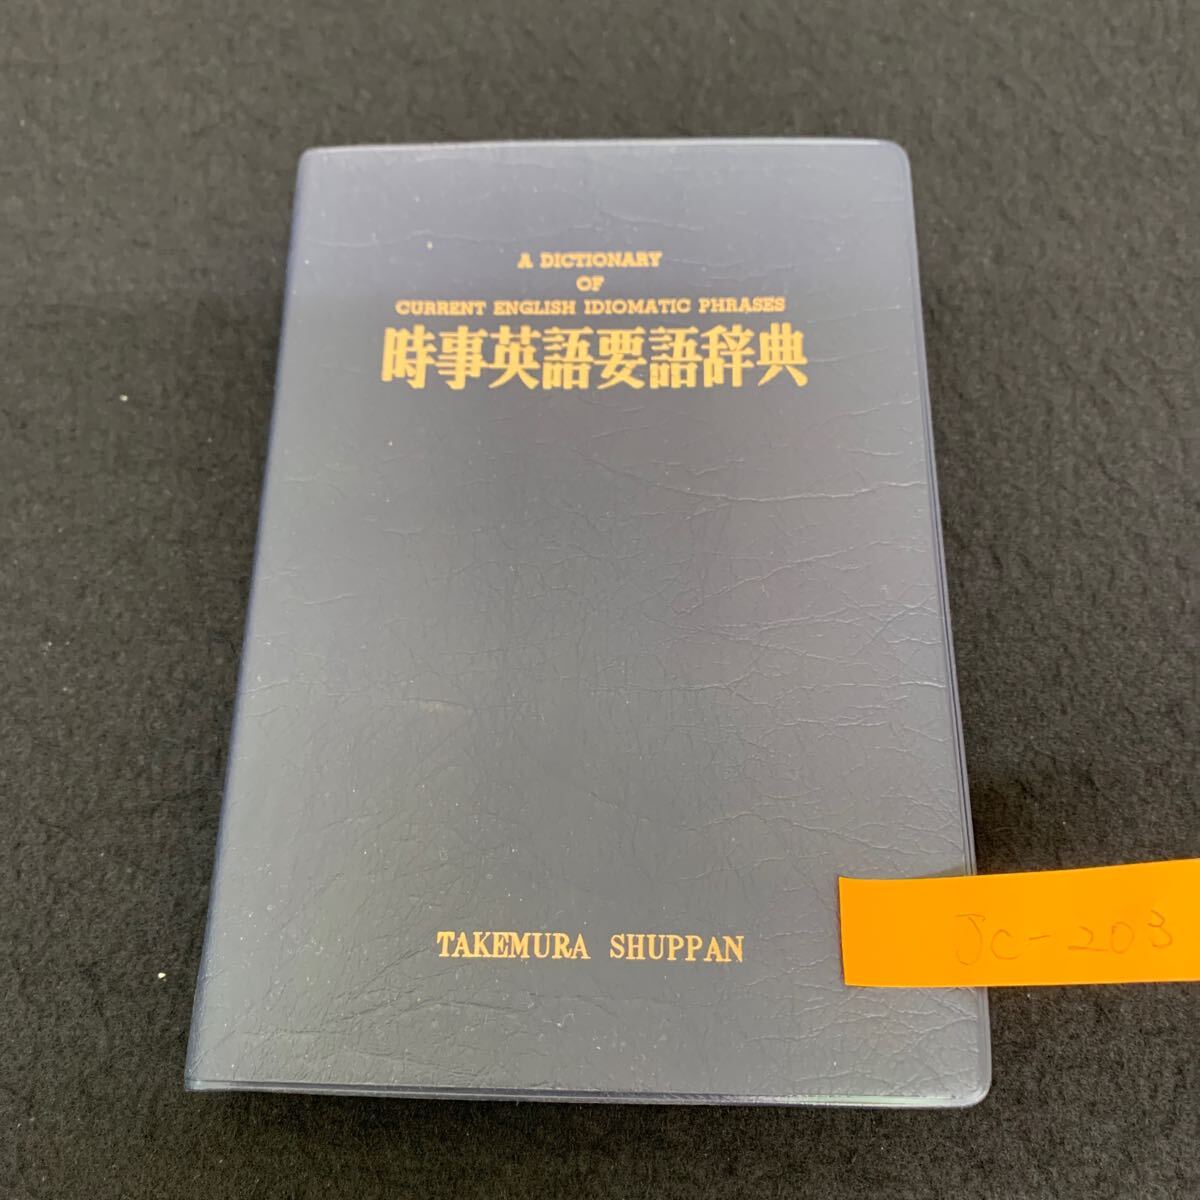 A DICTIONARY
OF
CURRENT ENGLISH IDIOMATIC PHRASES
時事英語要語辞典
TAKEMURA SHUPPAN
Jc-203